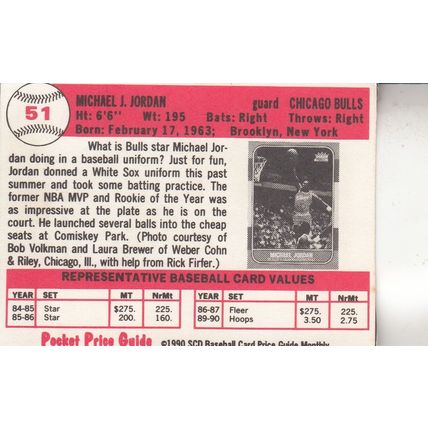 51
MICHAEL J. JORDAN guard CHICAGO BULLS
Ht: 6'6'' Wt: 195 Bats: Right Throws: Right
Born: February 17, 1963; Brooklyn, New York
What is Bulls star Michael Jor-
dan doing in a baseball uniform? Just for fun,
Jordan donned a White Sox uniform this past
summer and took some batting practice. The
former NBA MVP and Rookie of the Year was
as impressive at the plate as he is on the
court. He launched several balls into the cheap
seats at Comiskey Park. (Photo courtesy of
Bob Volkman and Laura Brewer of Weber Cohn
& Riley, Chicago, Ill., with help from Rick Firfer.)
MICHAEL JORDAN
REPRESENTATIVE BASEBALL CARD VALUES
YEAR SET MT NrMt YEAR SET MT NrMt
84-85 Star $275. 225. 86-87 Fleer $275. 225.
85-86 Star 200. 160. 89-90 Hoops 3.50 2.75
Pocket Price Guide ©1990 SCD Baseball Card Price Guide Monthly